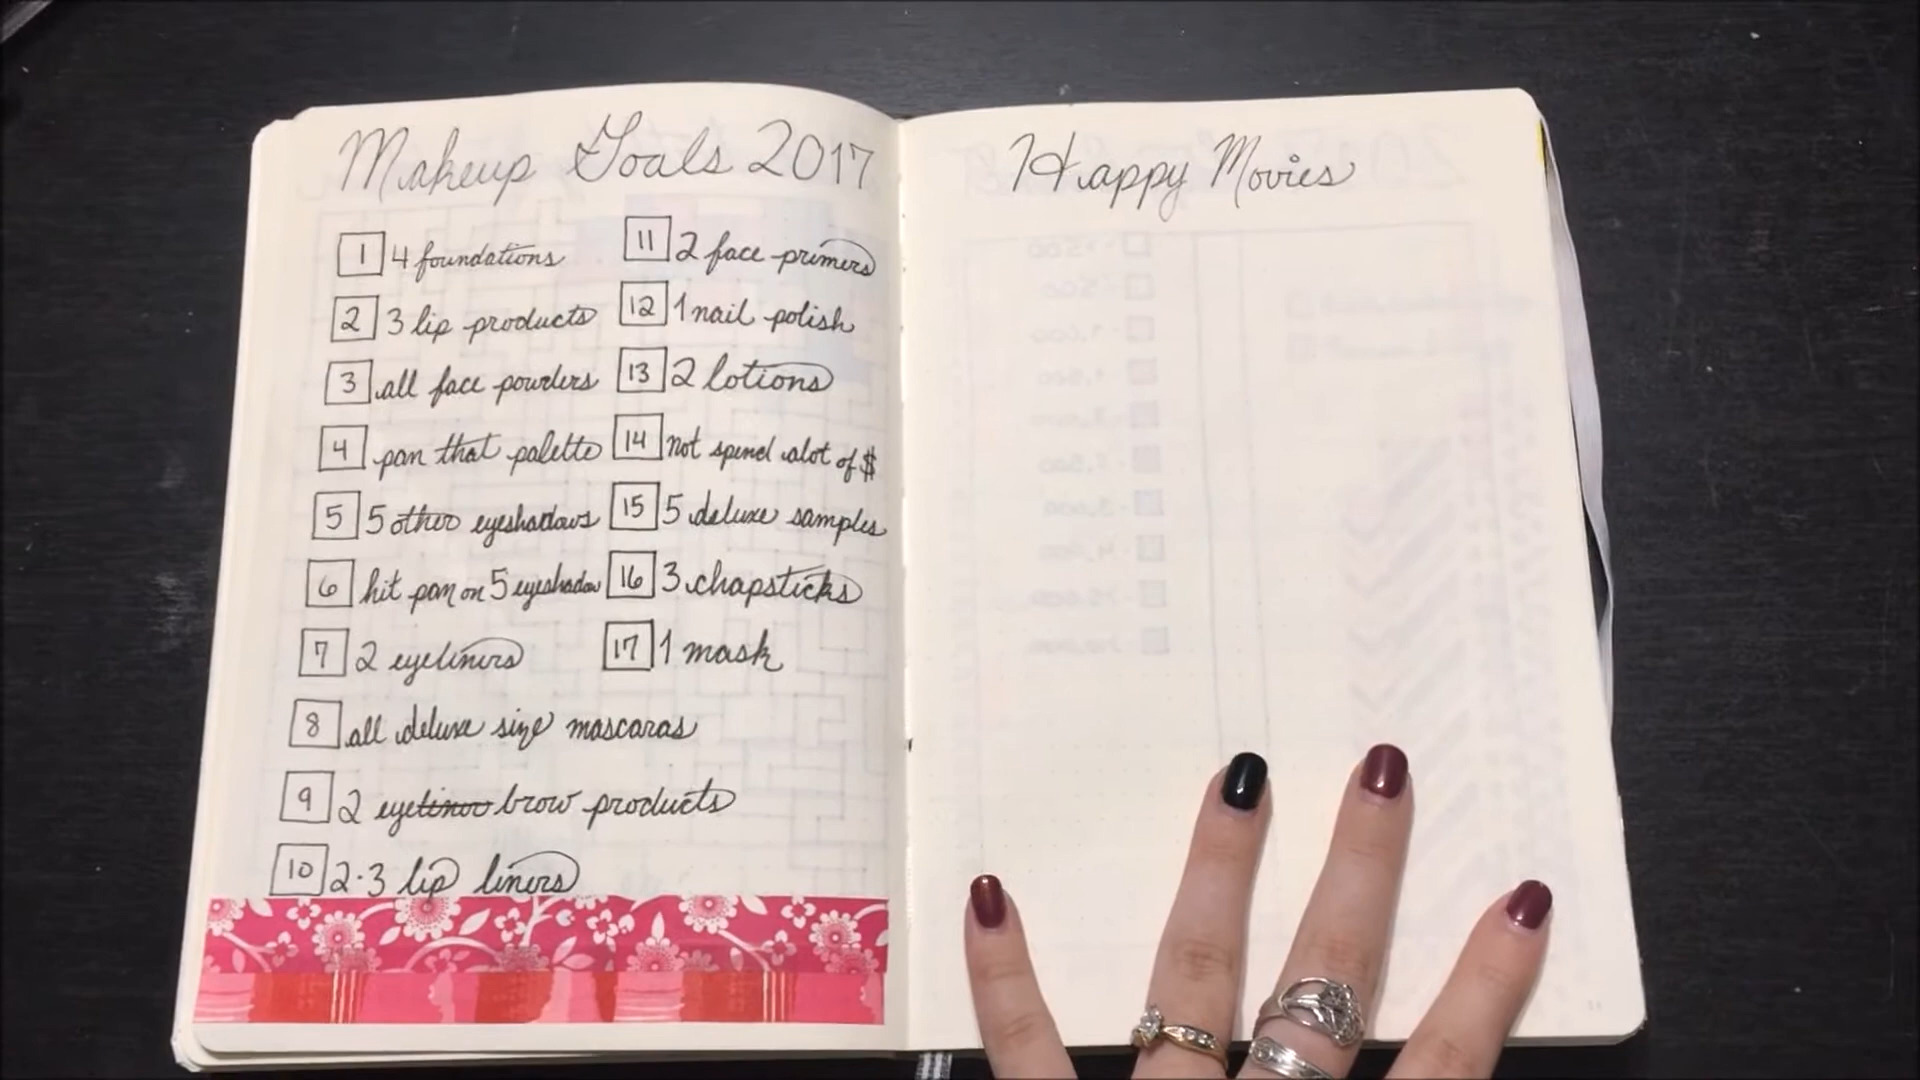 Makeup Goals 2017
1 4 foundations
2 3 lip products
3 all face powders
4 pan that palette
5 5 other eyeshadows
6 hit pan on 5 eyeshadow
7 2 eyeliners
8 all deluxe size mascaras
9 2 eyeliner brow products
10 2-3 lip liners
11 2 face primers
12 1 nail polish
13 2 lotions
14 Not spend alot of $
15 5 deluxe samples
16 3 chapsticks
17 1 mask
Happy Movies